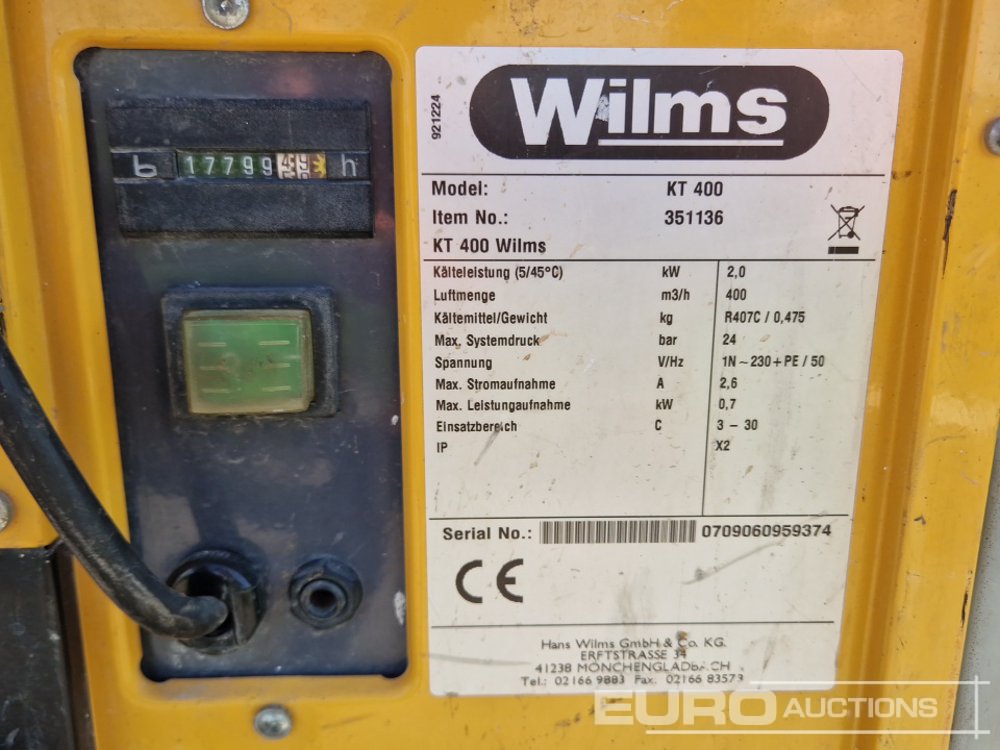 Wilms
921224
b 17799 h
Model: KT 400
Item No.: 351136
KT 400 Wilms
Kälteleistung (5/45°C) kW 2,0
Luftmenge m3/h 400
Kältemittel/Gewicht kg R407C / 0,475
Max. Systemdruck bar 24
Spannung V/Hz 1N ~ 230 + PE / 50
Max. Stromaufnahme A 2,6
Max. Leistungaufnahme kW 0,7
Einsatzbereich C 3 – 30
IP X2
Serial No.: 0709060959374
CE
Hans Wilms GmbH & Co. KG.
ERFTSTRASSE 34
41238 MÖNCHENGLADBACH
Tel.: 02166 9883 Fax. 02166 83573
EURO AUCTIONS